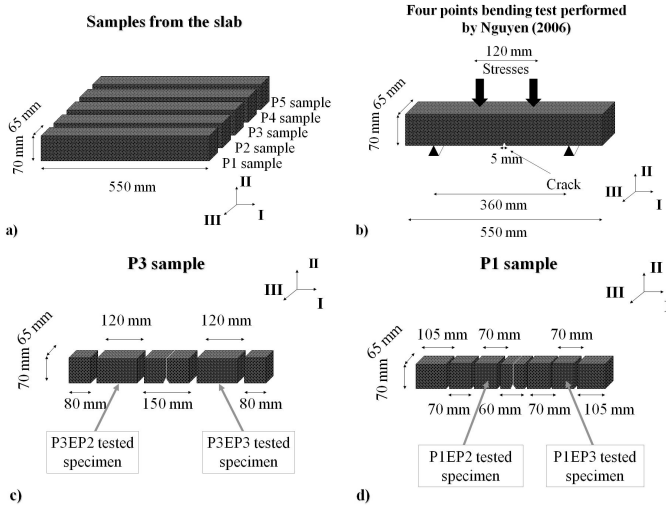 Samples from the slab
65 mm
70 mm
P5 sample
P4 sample
P3 sample
P2 sample
P1 sample
550 mm
II
III
I
a)
Four points bending test performed
by Nguyen (2006)
120 mm
Stresses
65 mm
70 mm
5 mm
Crack
360 mm
550 mm
II
III
I
b)
P3 sample
II
III
I
65 mm
70 mm
120 mm
120 mm
80 mm
150 mm
80 mm
P3EP2 tested
specimen
P3EP3 tested
specimen
c)
P1 sample
II
III
65 mm
70 mm
105 mm
70 mm
70 mm
70 mm
60 mm
70 mm
105 mm
P1EP2 tested
specimen
P1EP3 tested
specimen
d)